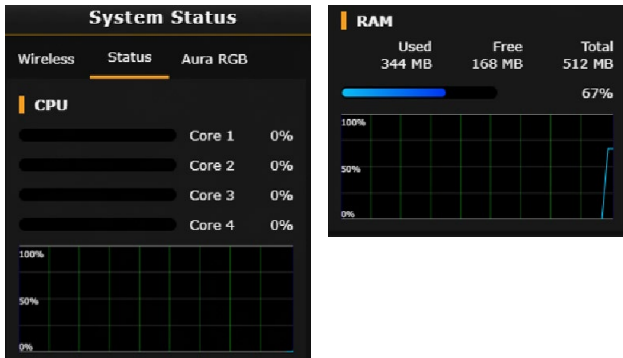 System Status
Wireless Status Aura RGB
CPU
Core 1 0%
Core 2 0%
Core 3 0%
Core 4 0%
100%
50%
0%
RAM
Used Free Total
344 MB 168 MB 512 MB
67%
100%
50%
0%